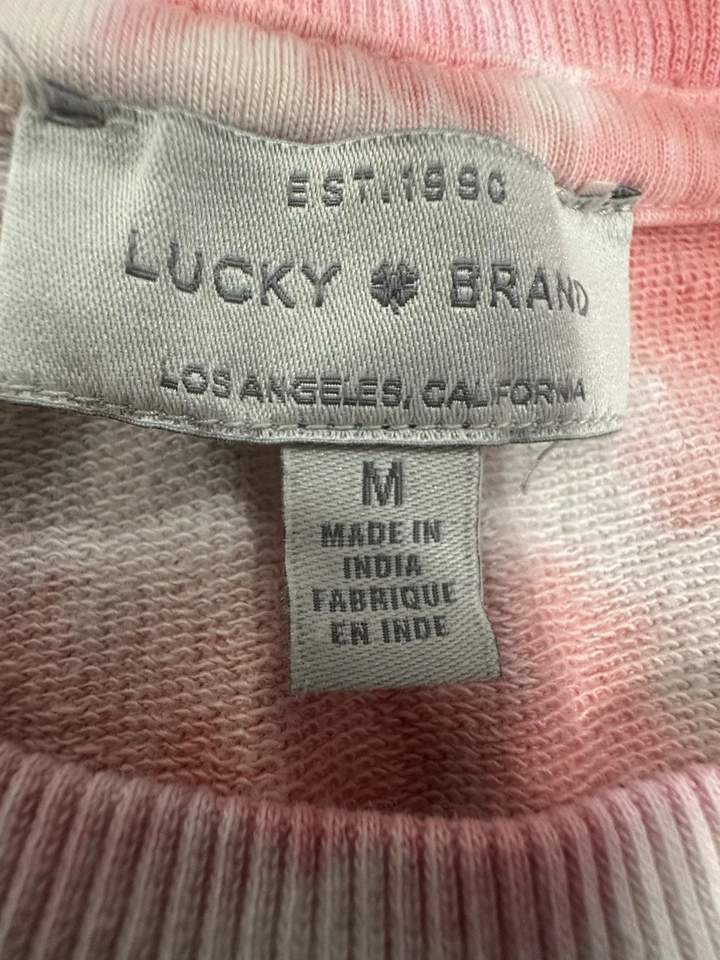 EST.1990
LUCKY BRAND
LOS ANGELES, CALIFORNIA
M
MADE IN
INDIA
FABRIQUE
EN INDE